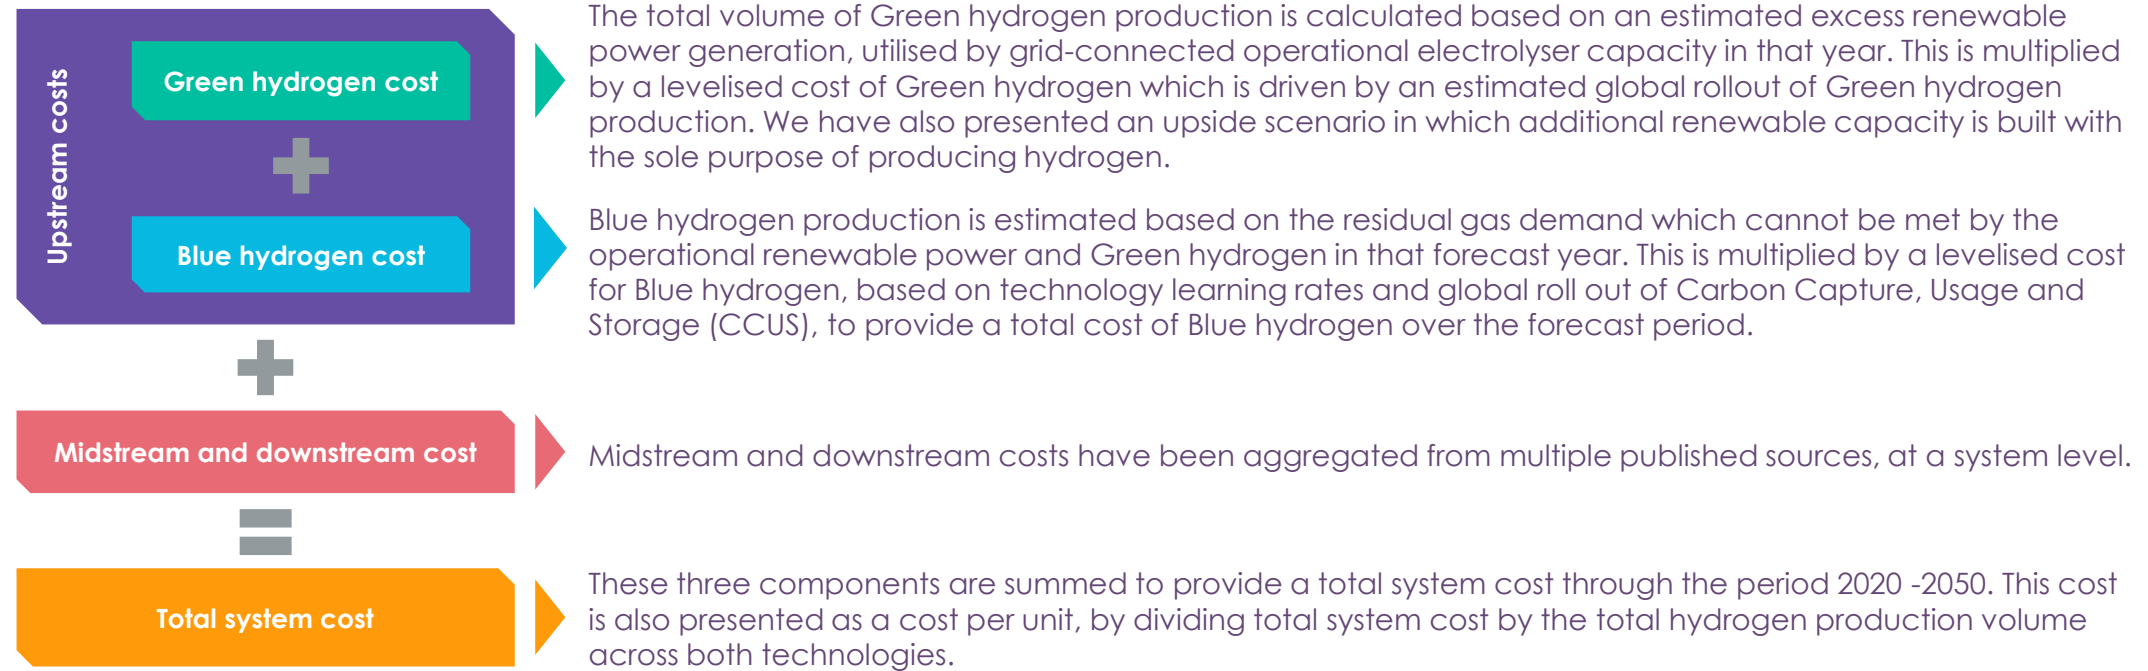 Upstream costs
Green hydrogen cost
The total volume of Green hydrogen production is calculated based on an estimated excess renewable
power generation, utilised by grid-connected operational electrolyser capacity in that year. This is multiplied
by a levelised cost of Green hydrogen which is driven by an estimated global rollout of Green hydrogen
production. We have also presented an upside scenario in which additional renewable capacity is built with
the sole purpose of producing hydrogen.
Blue hydrogen cost
Blue hydrogen production is estimated based on the residual gas demand which cannot be met by the
operational renewable power and Green hydrogen in that forecast year. This is multiplied by a levelised cost
for Blue hydrogen, based on technology learning rates and global roll out of Carbon Capture, Usage and
Storage (CCUS), to provide a total cost of Blue hydrogen over the forecast period.
Midstream and downstream cost
Midstream and downstream costs have been aggregated from multiple published sources, at a system level.
Total system cost
These three components are summed to provide a total system cost through the period 2020 -2050. This cost
is also presented as a cost per unit, by dividing total system cost by the total hydrogen production volume
across both technologies.